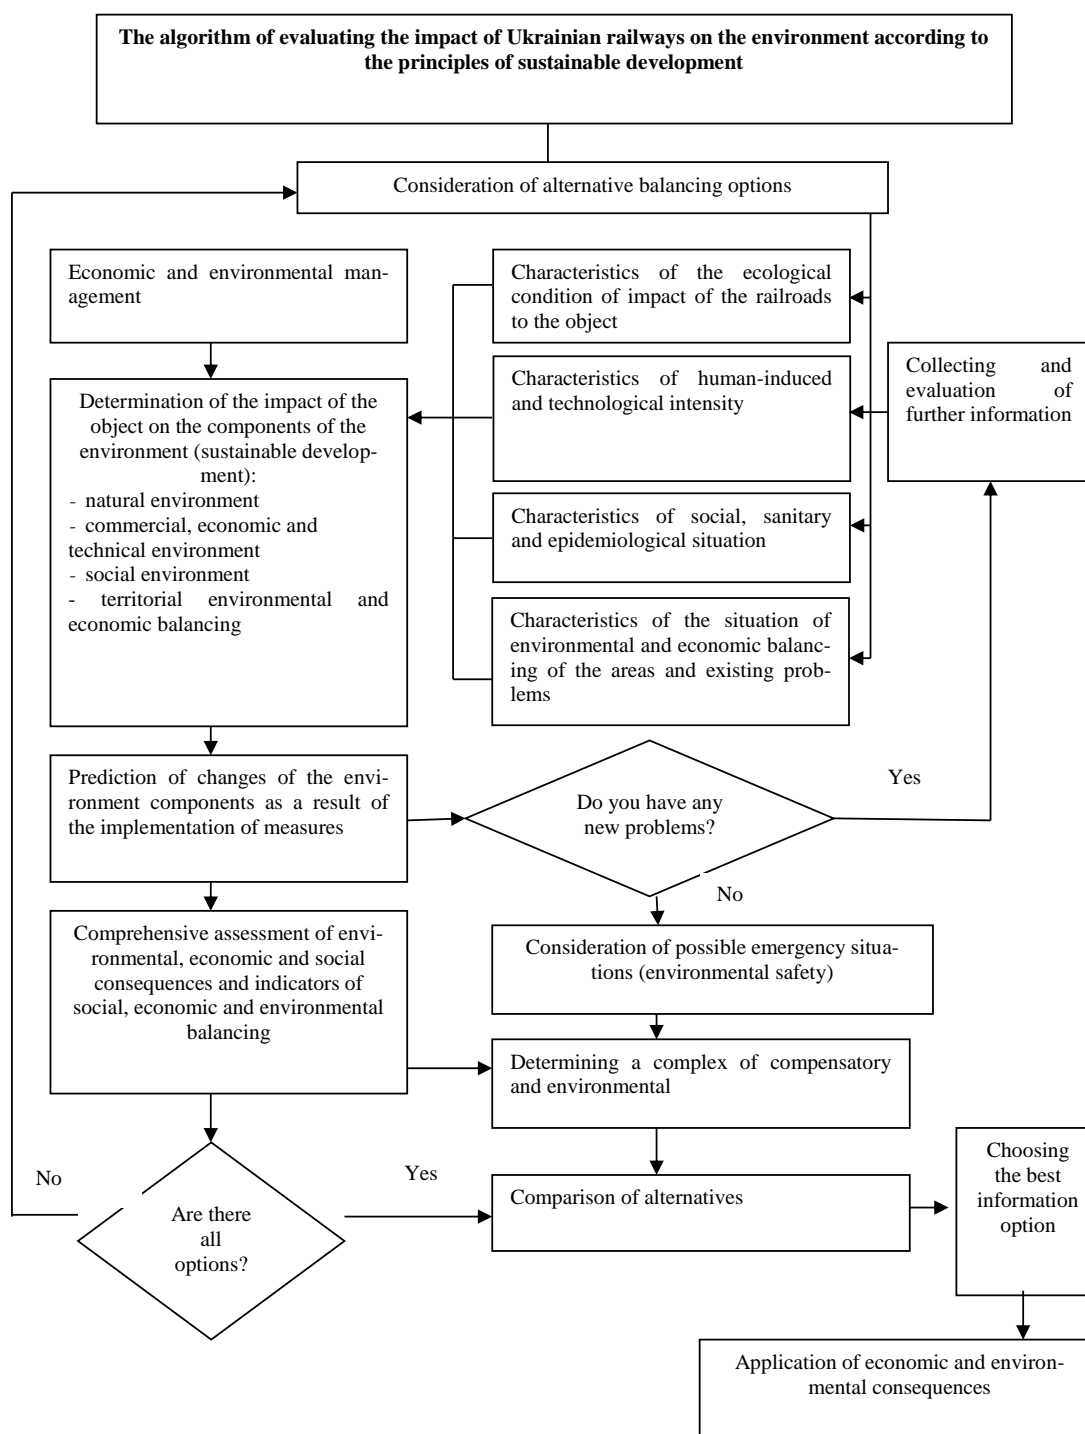 The algorithm of evaluating the impact of Ukrainian railways on the environment according to
the principles of sustainable development
Consideration of alternative balancing options
Economic and environmental man-
agement
Characteristics of the ecological
condition of impact of the railroads
to the object
Collecting and
evaluation of
further information
Characteristics of human-induced
and technological intensity
Determination of the impact of the
object on the components of the
environment (sustainable develop-
ment):
- natural environment
- commercial, economic and
technical environment
- social environment
- territorial environmental and
economic balancing
Characteristics of social, sanitary
and epidemiological situation
Characteristics of the situation of
environmental and economic balanc-
ing of the areas and existing prob-
lems
Prediction of changes of the envi-
ronment components as a result of
the implementation of measures
Do you have any
new problems?
Yes
No
Comprehensive assessment of envi-
ronmental, economic and social
consequences and indicators of
social, economic and environmental
balancing
Consideration of possible emergency situa-
tions (environmental safety)
Determining a complex of compensatory
and environmental
No
Are there
all
options?
Yes
Comparison of alternatives
Choosing
the best
information
option
Application of economic and environ-
mental consequences